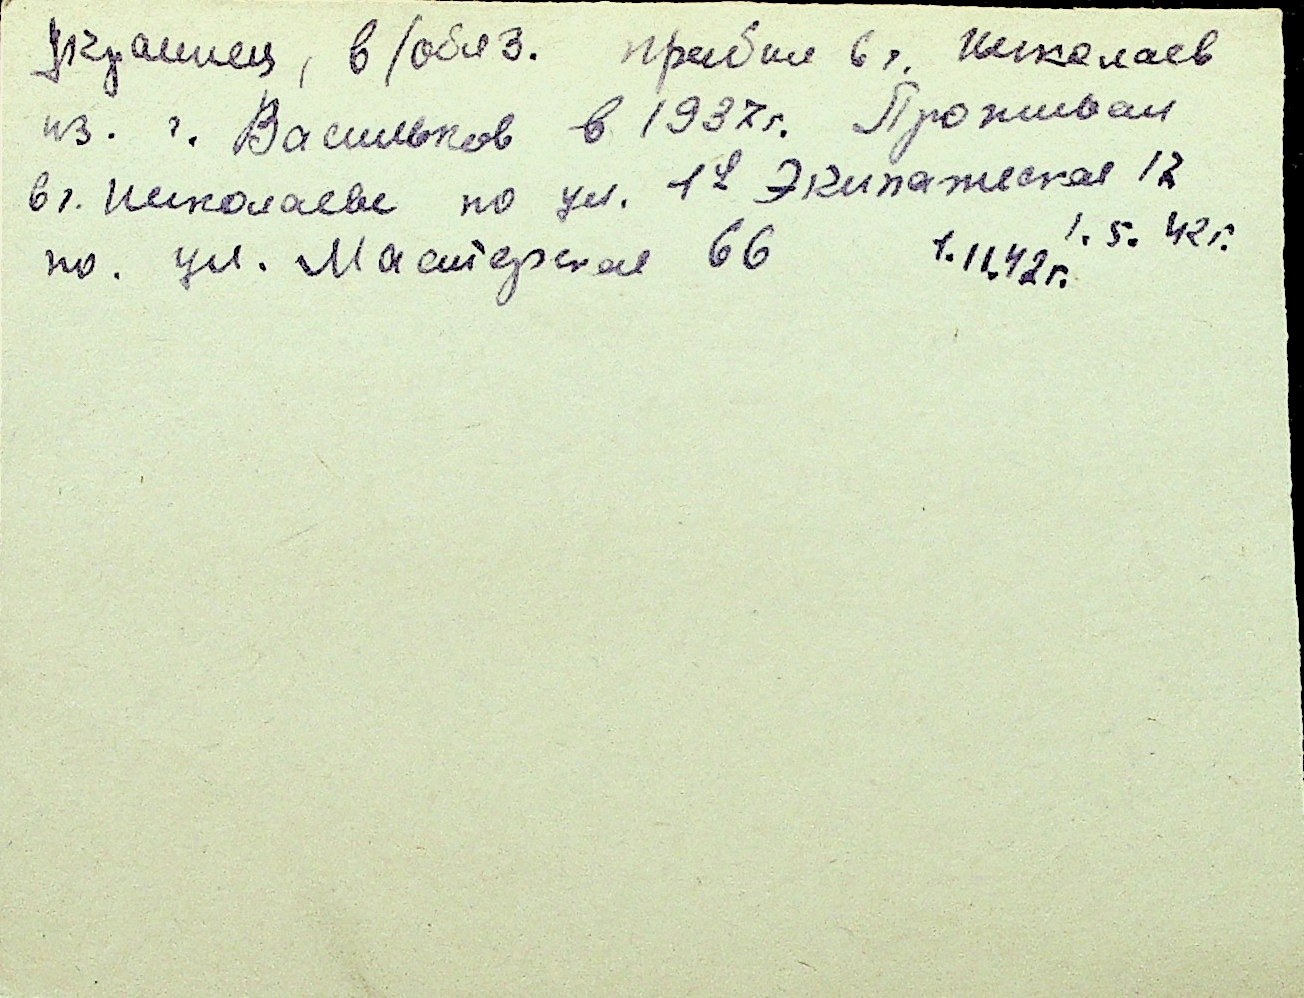 Украинец, в/обяз. прибыл в г. Николаев
из. г. Васильков в 1937г. Проживал
в г. Николаеве по ул. 1я Экипажеская 12
1. 5. 42г.
по. ул. Мастерская 66 1.11.42г.